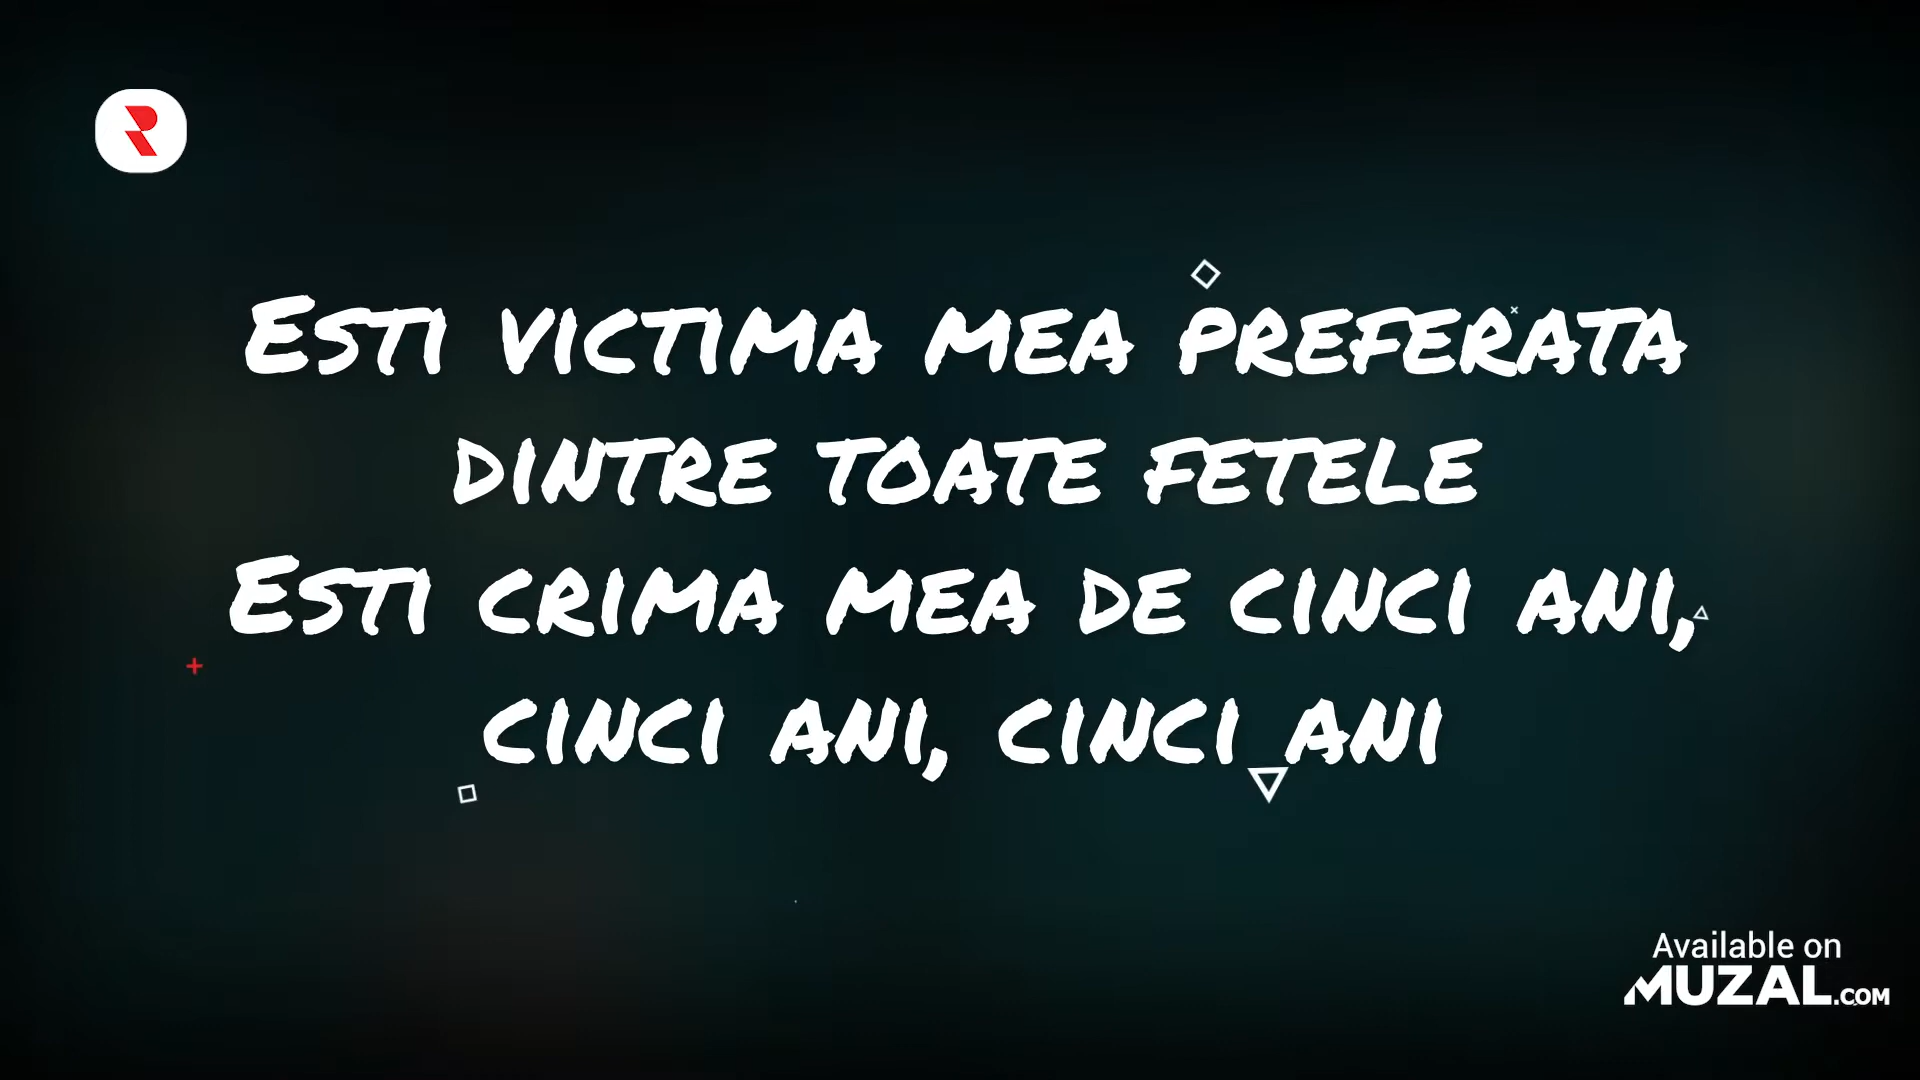 Esti victima mea preferata
dintre toate fetele
Esti crima mea de cinci ani,
cinci ani, cinci ani
Available on
MUZAL.COM